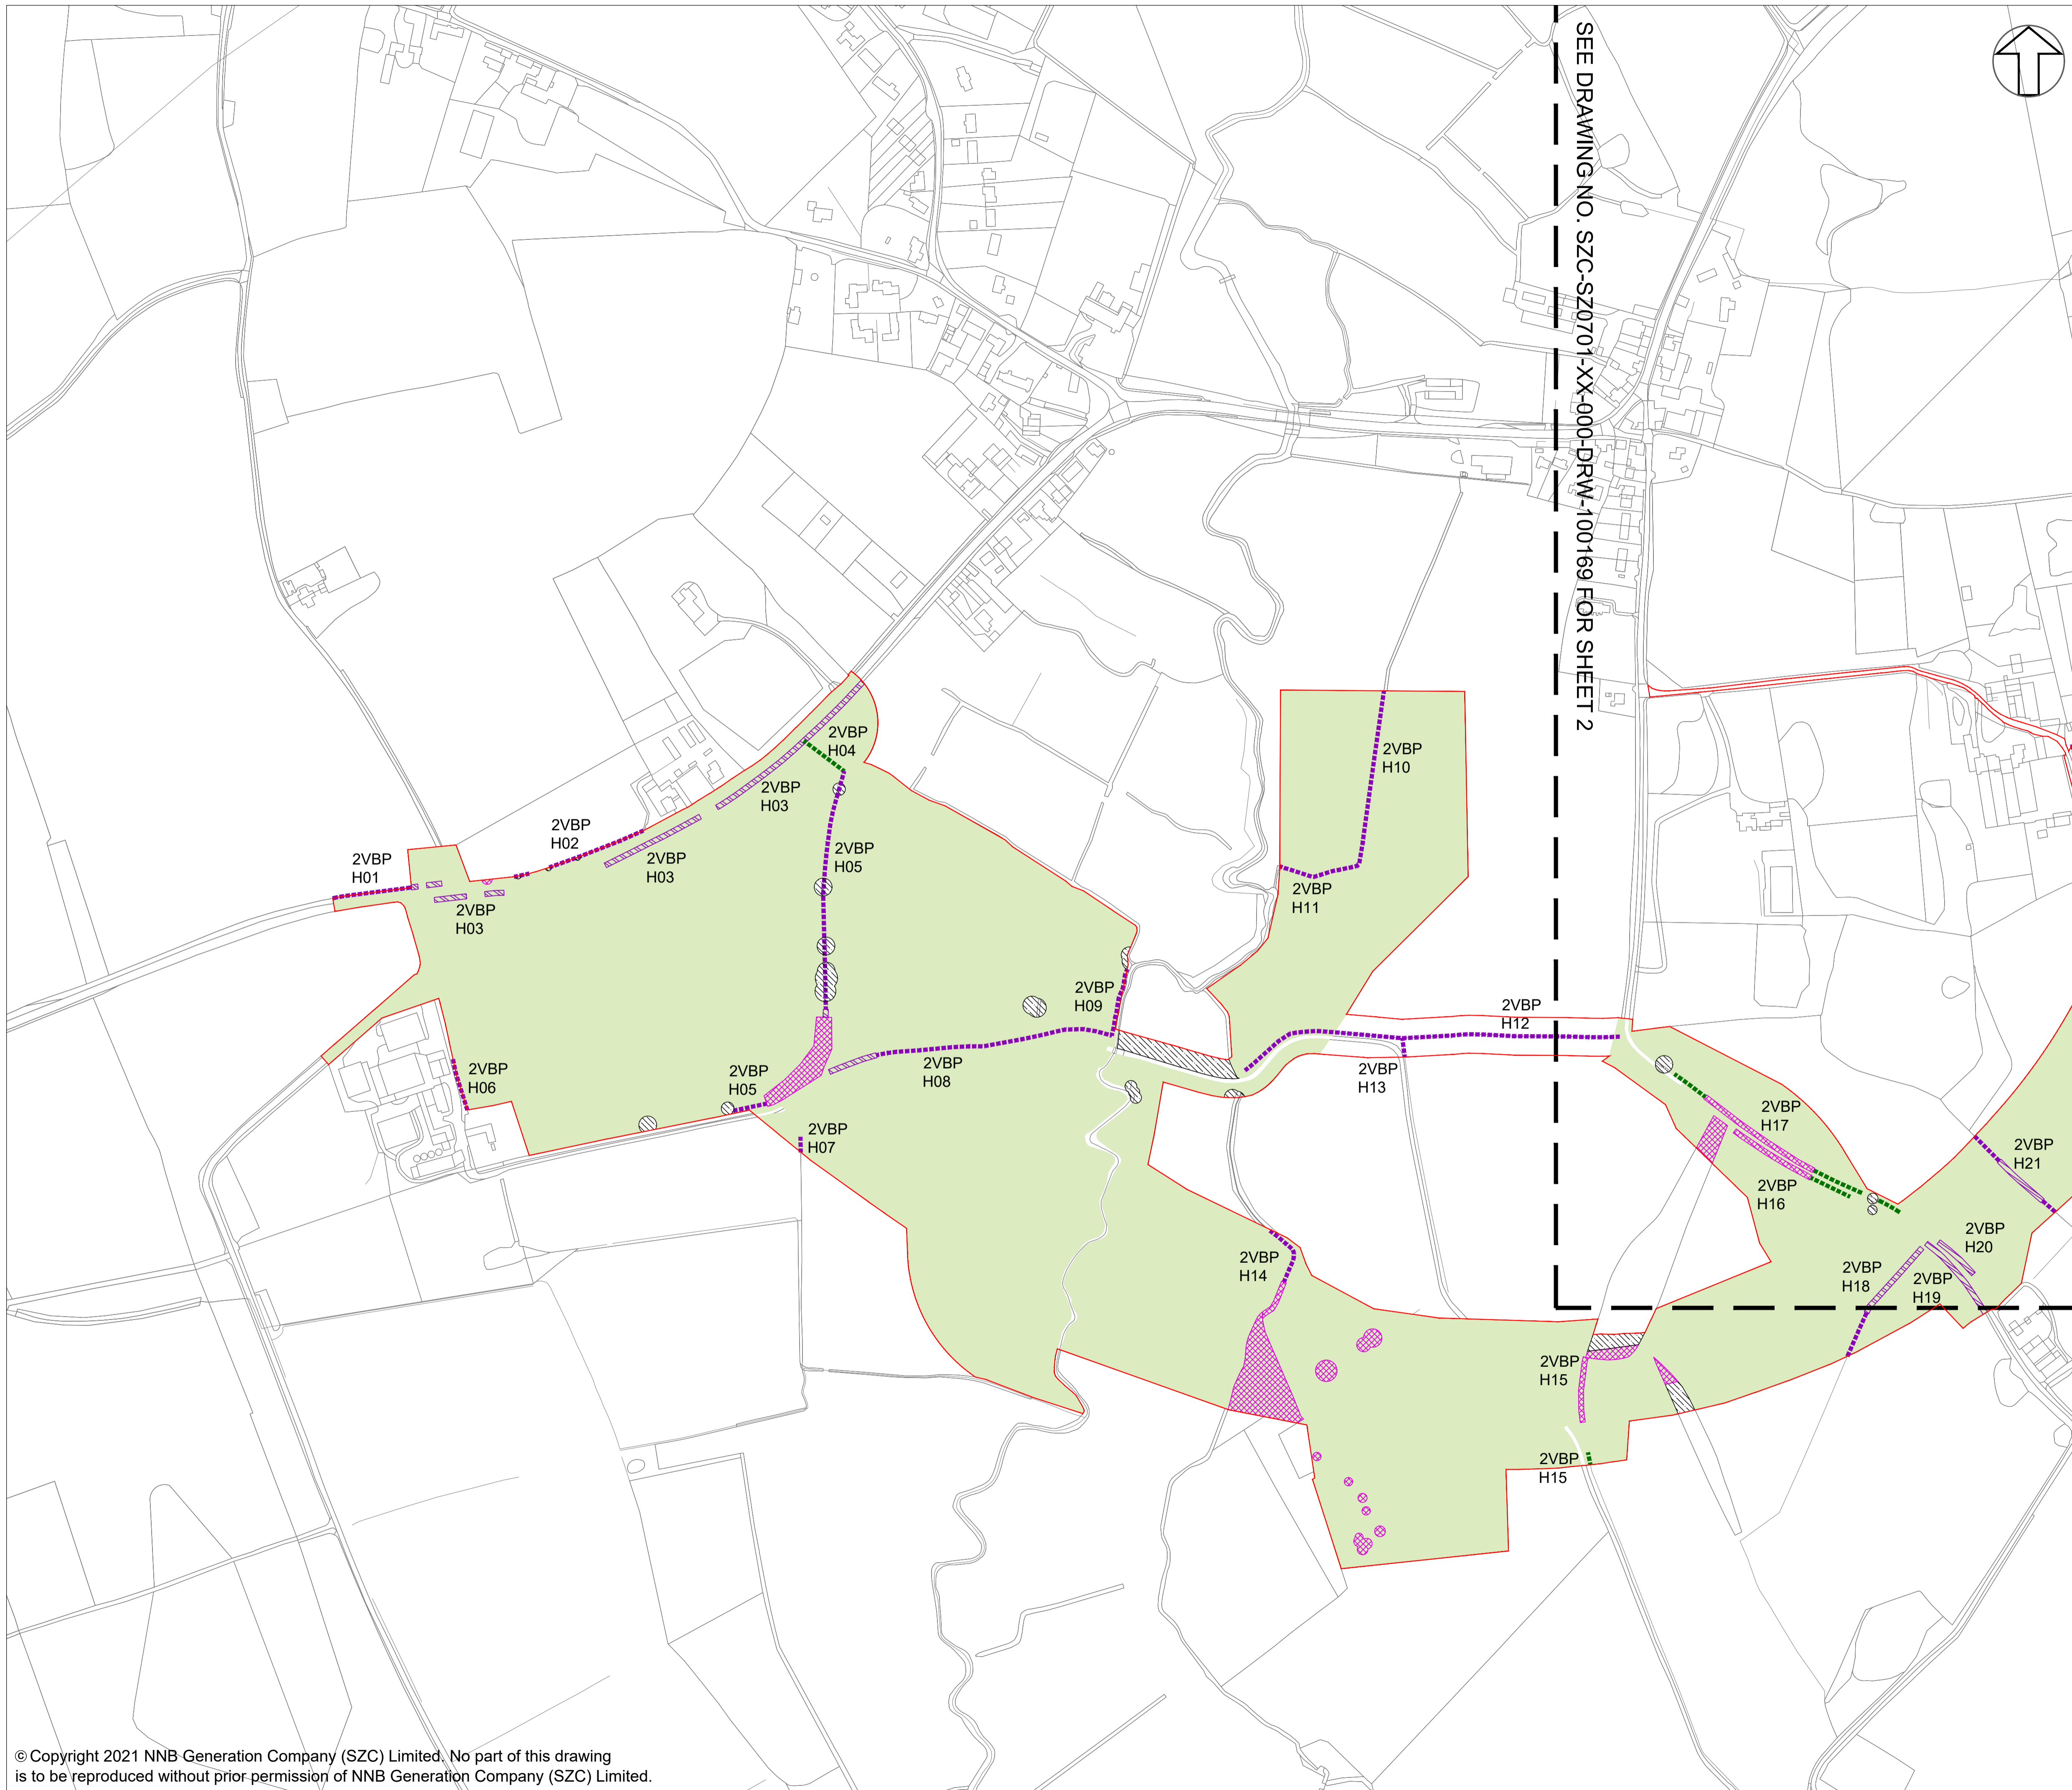 SEE DRAWING NO. SZC-SZ0701-XX-000-DRW-100169 FOR SHEET 2
2VBP
H04
2VBP
H10
2VBP
H03
2VBP
H02
2VBP
H05
2VBP
H01
2VBP
H03
2VBP
H11
2VBP
H03
2VBP
H09
2VBP
H12
2VBP
H08
2VBP
H06
2VBP
H05
2VBP
H13
2VBP
H17
2VBP
H07
2VBP
H21
2VBP
H16
2VBP
H20
2VBP
H14
2VBP
H18
2VBP
H19
2VBP
H15
2VBP
H15
© Copyright 2021 NNB Generation Company (SZC) Limited. No part of this drawing
is to be reproduced without prior permission of NNB Generation Company (SZC) Limited.